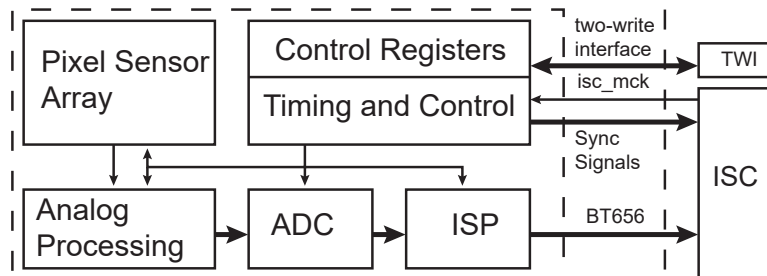 Pixel Sensor
Array
Control Registers
Timing and Control
two-write
interface
TWI
isc_mck
Sync
Signals
ISC
Analog
Processing
ADC
ISP
BT656